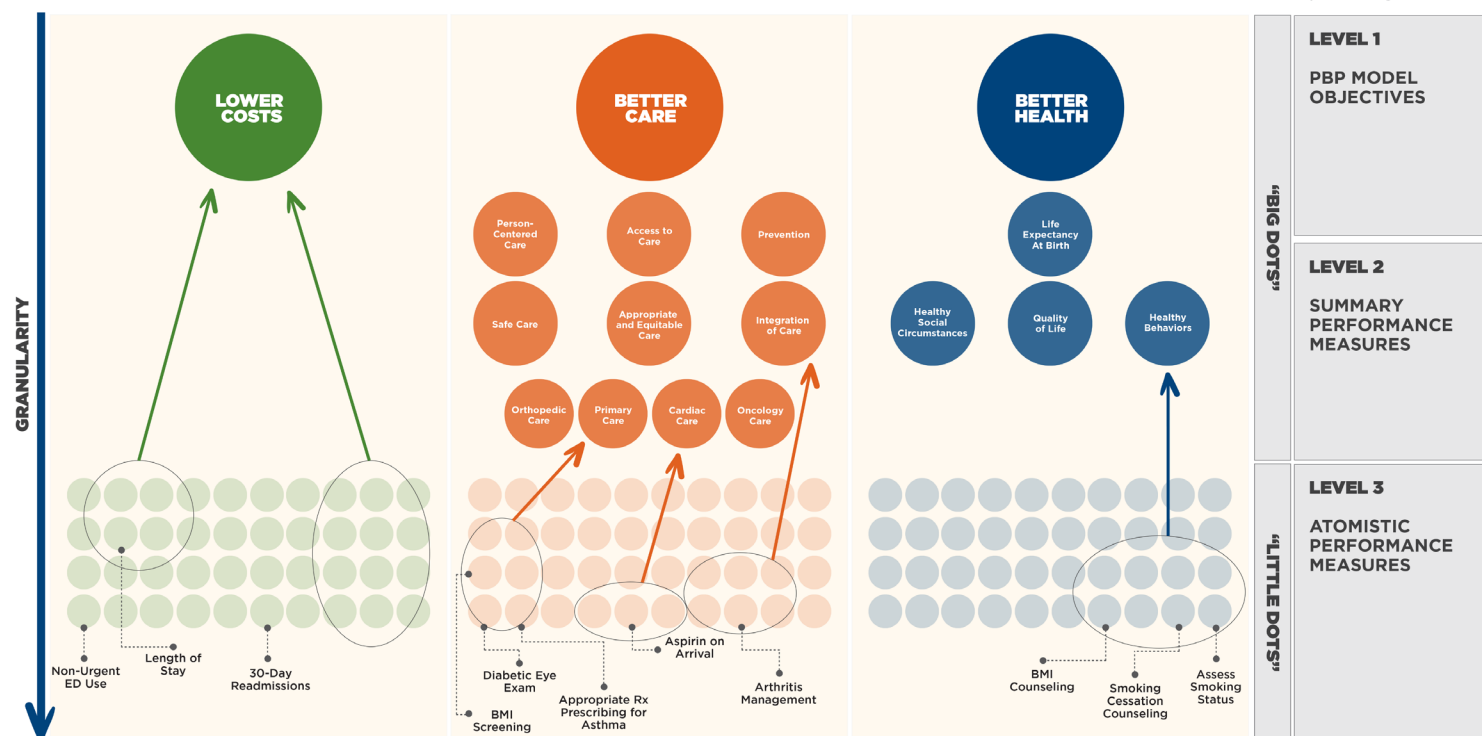 GRANULARITY
LOWER
COSTS
Non-Urgent
ED Use
Length of
Stay
30-Day
Readmissions
BETTER
CARE
Person-
Centered
Care
Access to
Care
Prevention
Safe Care
Appropriate
and Equitable
Care
Integration
of Care
Orthopedic
Care
Primary
Care
Cardiac
Care
Oncology
Care
BMI
Screening
Diabetic Eye
Exam
Appropriate Rx
Prescribing for
Asthma
Aspirin on
Arrival
Arthritis
Management
BETTER
HEALTH
Life
Expectancy
At Birth
Healthy
Social
Circumstances
Quality
of Life
Healthy
Behaviors
BMI
Counseling
Smoking
Cessation
Counseling
Assess
Smoking
Status
“BIG DOTS”
“LITTLE DOTS”
LEVEL 1
PBP MODEL
OBJECTIVES
LEVEL 2
SUMMARY
PERFORMANCE
MEASURES
LEVEL 3
ATOMISTIC
PERFORMANCE
MEASURES